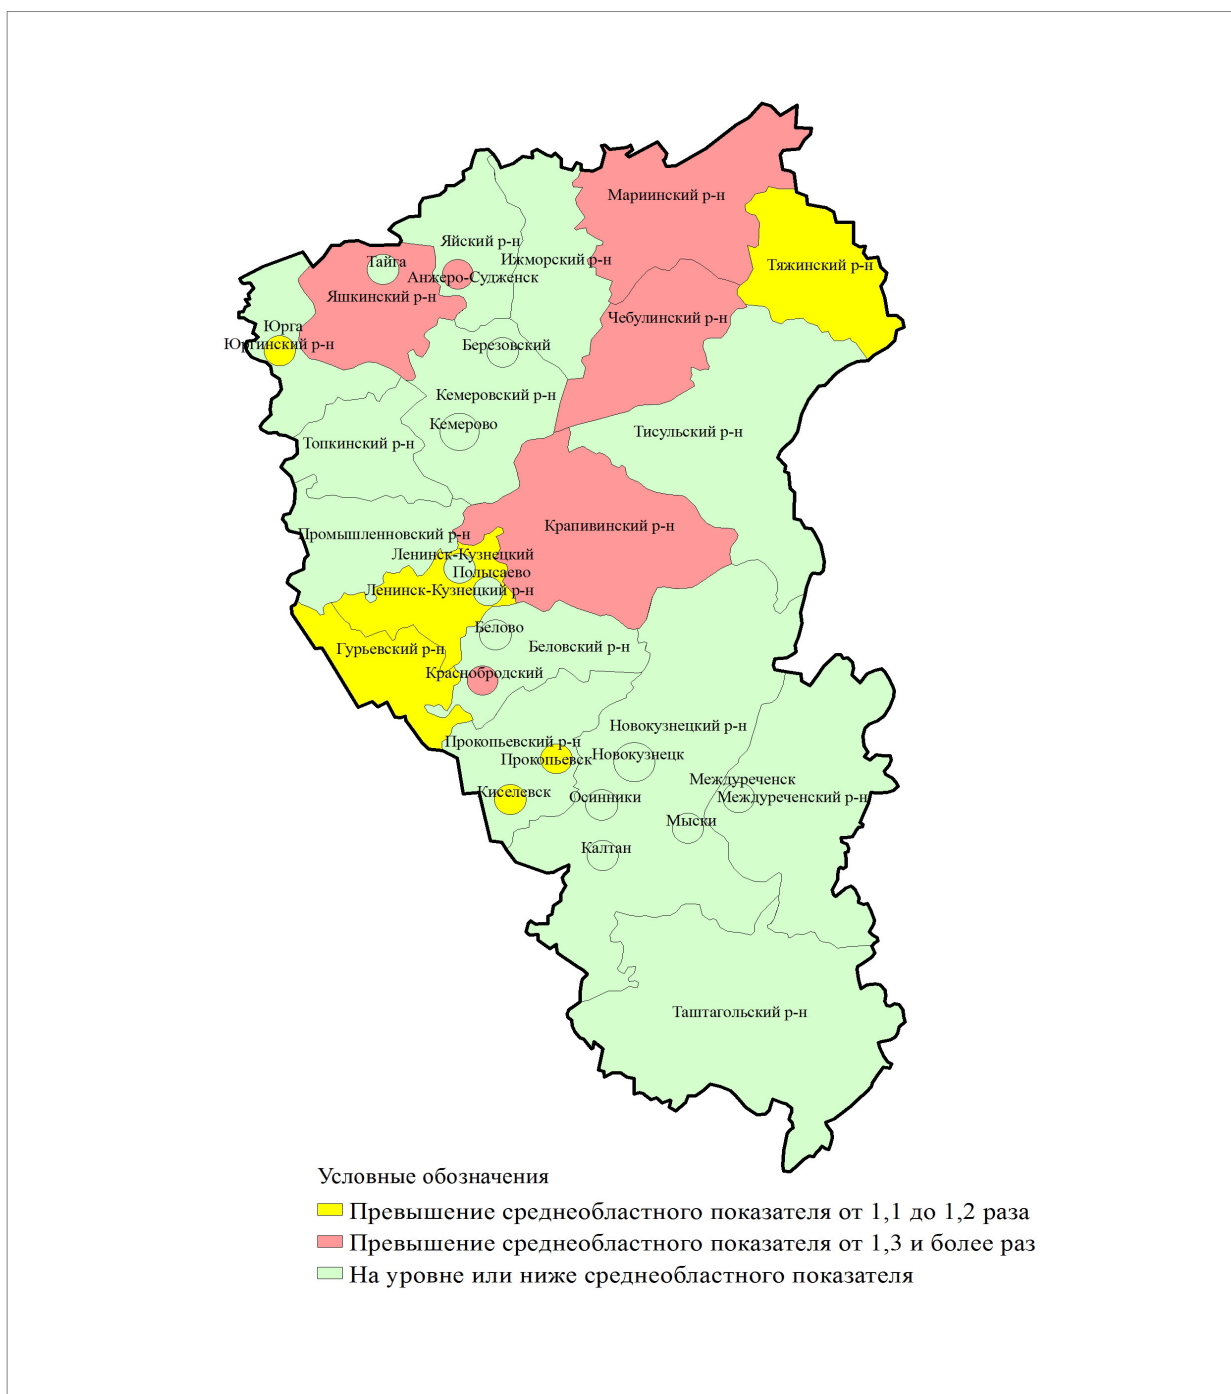 Мариинский р-н
Яйский р-н
Ижморский р-н
Тайга
Тяжинский р-н
Анжеро-Судженск
Яшкинский р-н
Чебулинский р-н
Юрга
Юргинский р-н
Березовский
Кемеровский р-н
Кемерово
Тисульский р-н
Топкинский р-н
Крапивинский р-н
Промышленновский р-н
Ленинск-Кузнецкий
Полысаево
Ленинск-Кузнецкий р-н
Белово
Беловский р-н
Гурьевский р-н
Краснобродский
Новокузнецкий р-н
Прокопьевский р-н
Новокузнецк
Прокопьевск
Междуреченск
Киселевск
Осинники
Междуреченский р-н
Мыски
Калтан
Таштагольский р-н
Условные обозначения
Превышение среднеобластного показателя от 1,1 до 1,2 раза
Превышение среднеобластного показателя от 1,3 и более раз
На уровне или ниже среднеобластного показателя